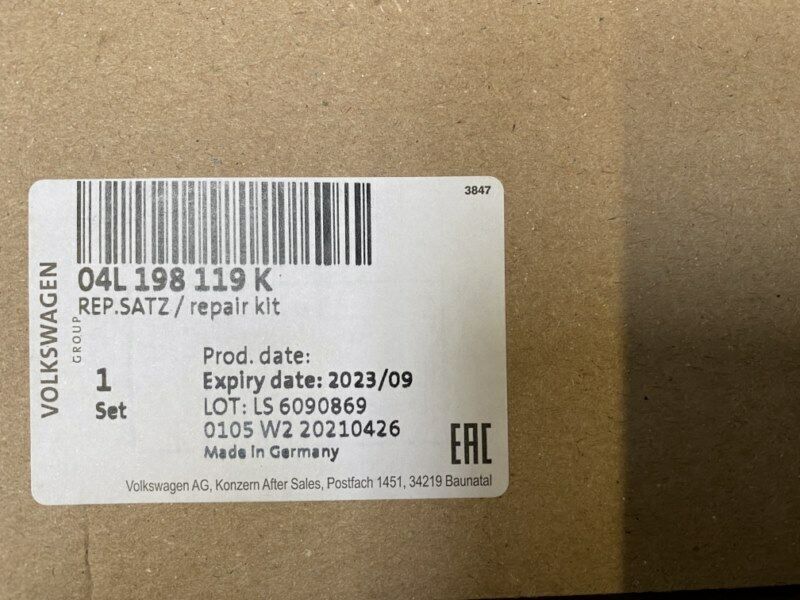 3847
04L 198 119 K
REP.SATZ / repair kit
VOLKSWAGEN
GROUP
1
Set
Prod. date:
Expiry date: 2023/09
LOT: LS 6090869
0105 W2 20210426
Made in Germany
EAC
Volkswagen AG, Konzern After Sales, Postfach 1451, 34219 Baunatal